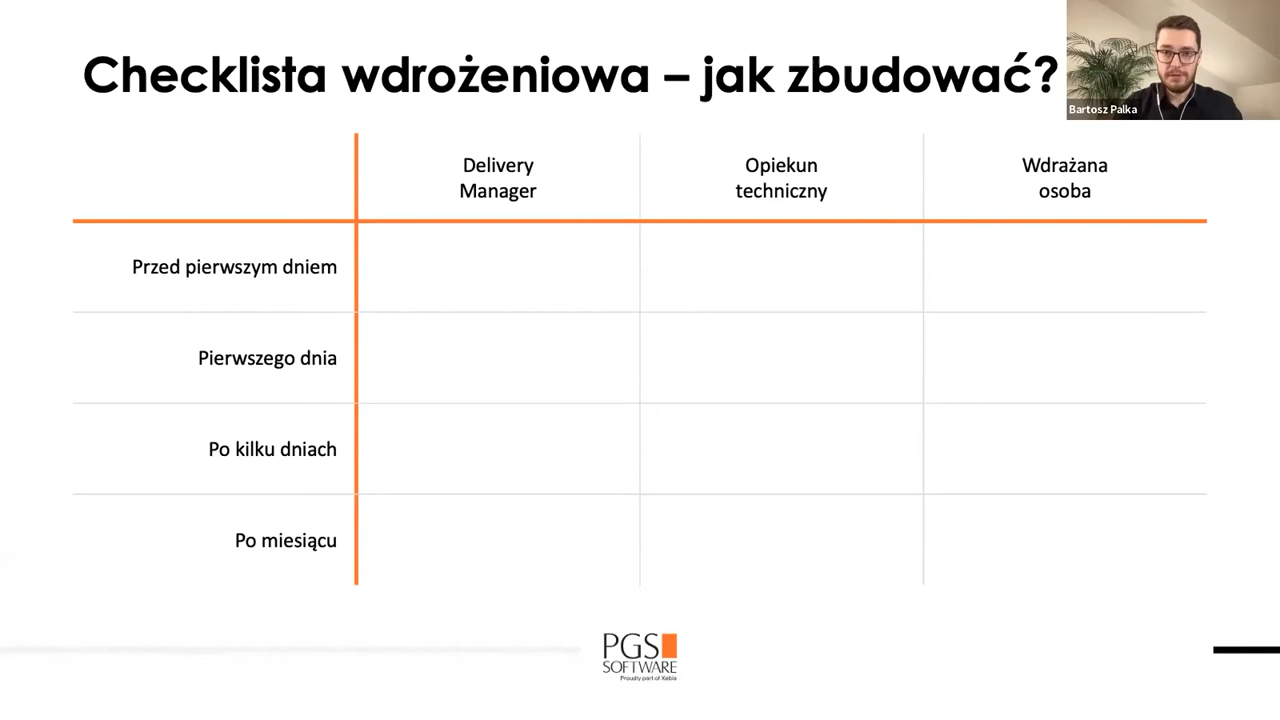 Checklista wdrożeniowa – jak zbudować?
Bartosz Palka
Delivery
Manager
Opiekun
techniczny
Wdrażana
osoba
Przed pierwszym dniem
Pierwszego dnia
Po kilku dniach
Po miesiącu
PGS
SOFTWARE
Proudly part of Xebia